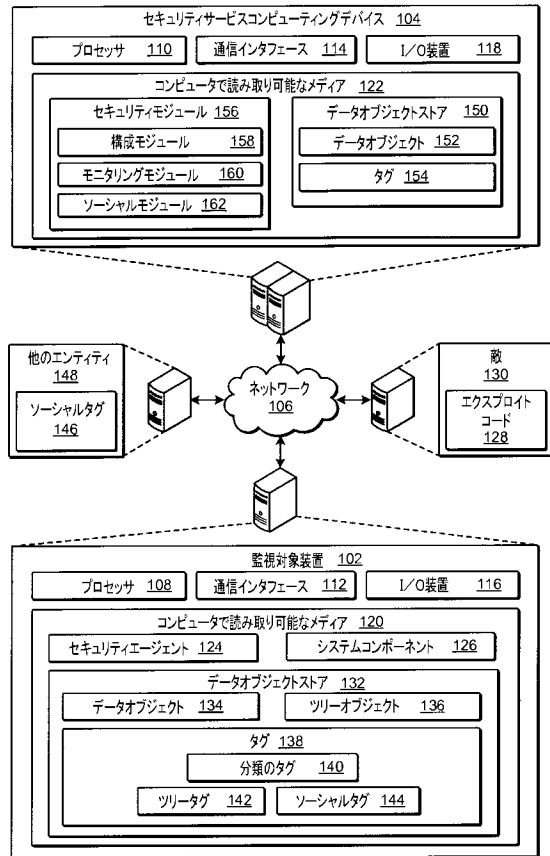 セキュリティサービスコンピューティングデバイス 104
プロセッサ 110
通信インタフェース 114
I/O装置 118
コンピュータで読み取り可能なメディア 122
セキュリティモジュール 156
構成モジュール 158
モニタリングモジュール 160
ソーシャルモジュール 162
データオブジェクトストア 150
データオブジェクト 152
タグ 154
他のエンティティ
148
ソーシャルタグ
146
ネットワーク
106
敵
130
エクスプロイト
コード
128
監視対象装置 102
プロセッサ 108
通信インタフェース 112
I/O装置 116
コンピュータで読み取り可能なメディア 120
セキュリティエージェント 124
システムコンポーネント 126
データオブジェクトストア 132
データオブジェクト 134
ツリーオブジェクト 136
タグ 138
分類のタグ 140
ツリータグ 142
ソーシャルタグ 144